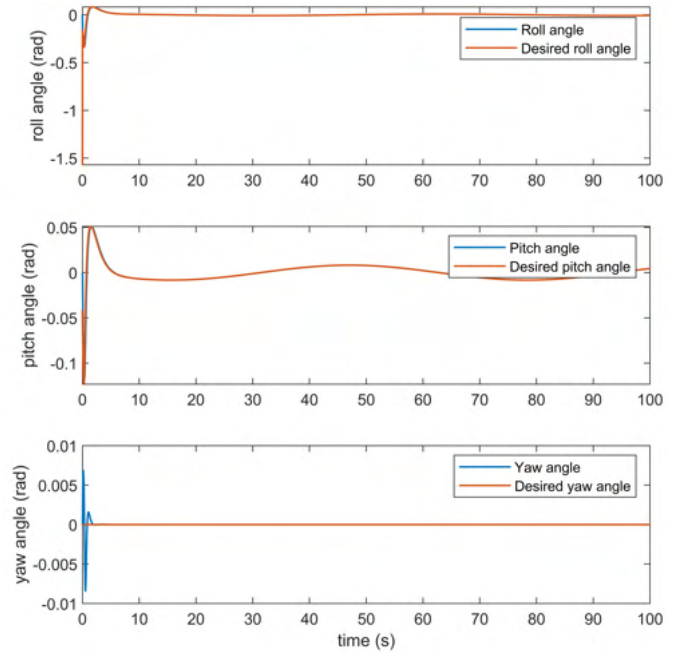 0
-0.5
-1
-1.5
roll angle (rad)
Roll angle
Desired roll angle
0 10 20 30 40 50 60 70 80 90 100
0.05
0
-0.05
-0.1
pitch angle (rad)
Pitch angle
Desired pitch angle
0 10 20 30 40 50 60 70 80 90 100
0.01
0.005
0
-0.005
-0.01
yaw angle (rad)
Yaw angle
Desired yaw angle
0 10 20 30 40 50 60 70 80 90 100
time (s)